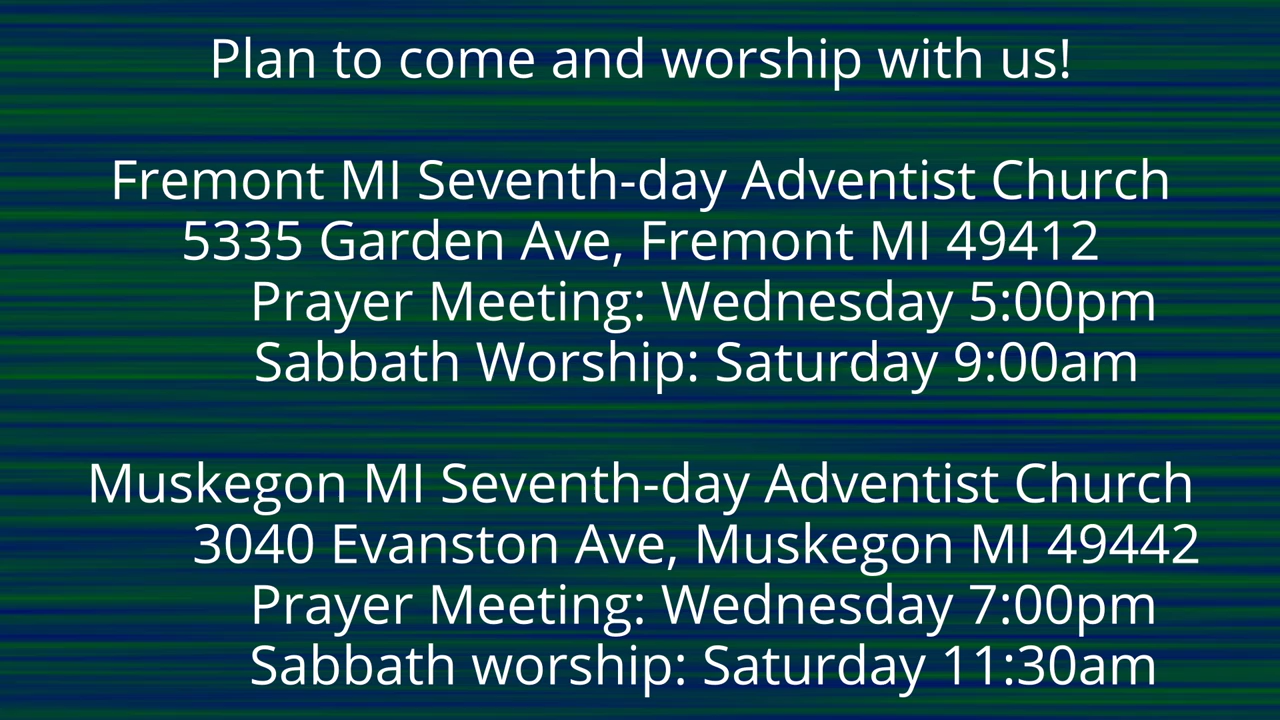 Plan to come and worship with us!
Fremont MI Seventh-day Adventist Church
5335 Garden Ave, Fremont MI 49412
Prayer Meeting: Wednesday 5:00pm
Sabbath Worship: Saturday 9:00am
Muskegon MI Seventh-day Adventist Church
3040 Evanston Ave, Muskegon MI 49442
Prayer Meeting: Wednesday 7:00pm
Sabbath worship: Saturday 11:30am